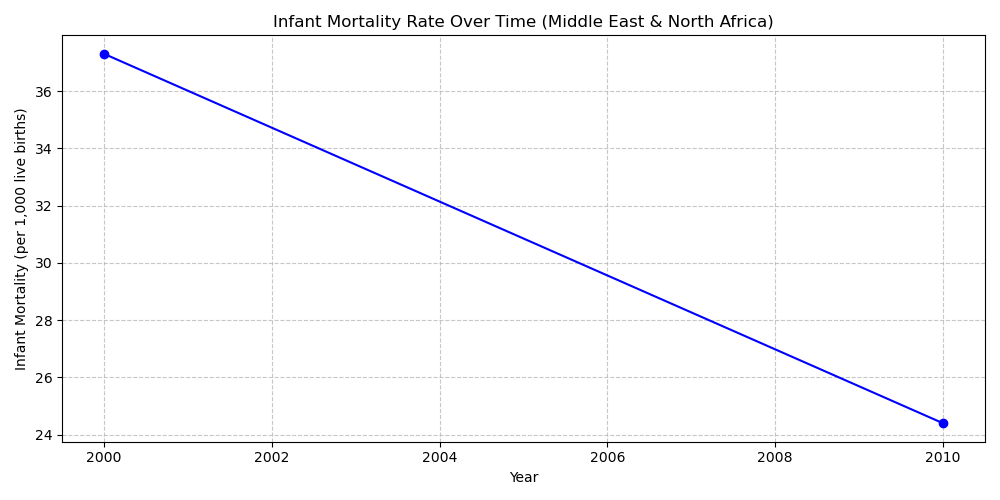 Infant Mortality Rate Over Time (Middle East & North Africa)
Infant Mortality (per 1,000 live births)
36
34
32
30
28
26
24
2000 2002 2004 2006 2008 2010
Year